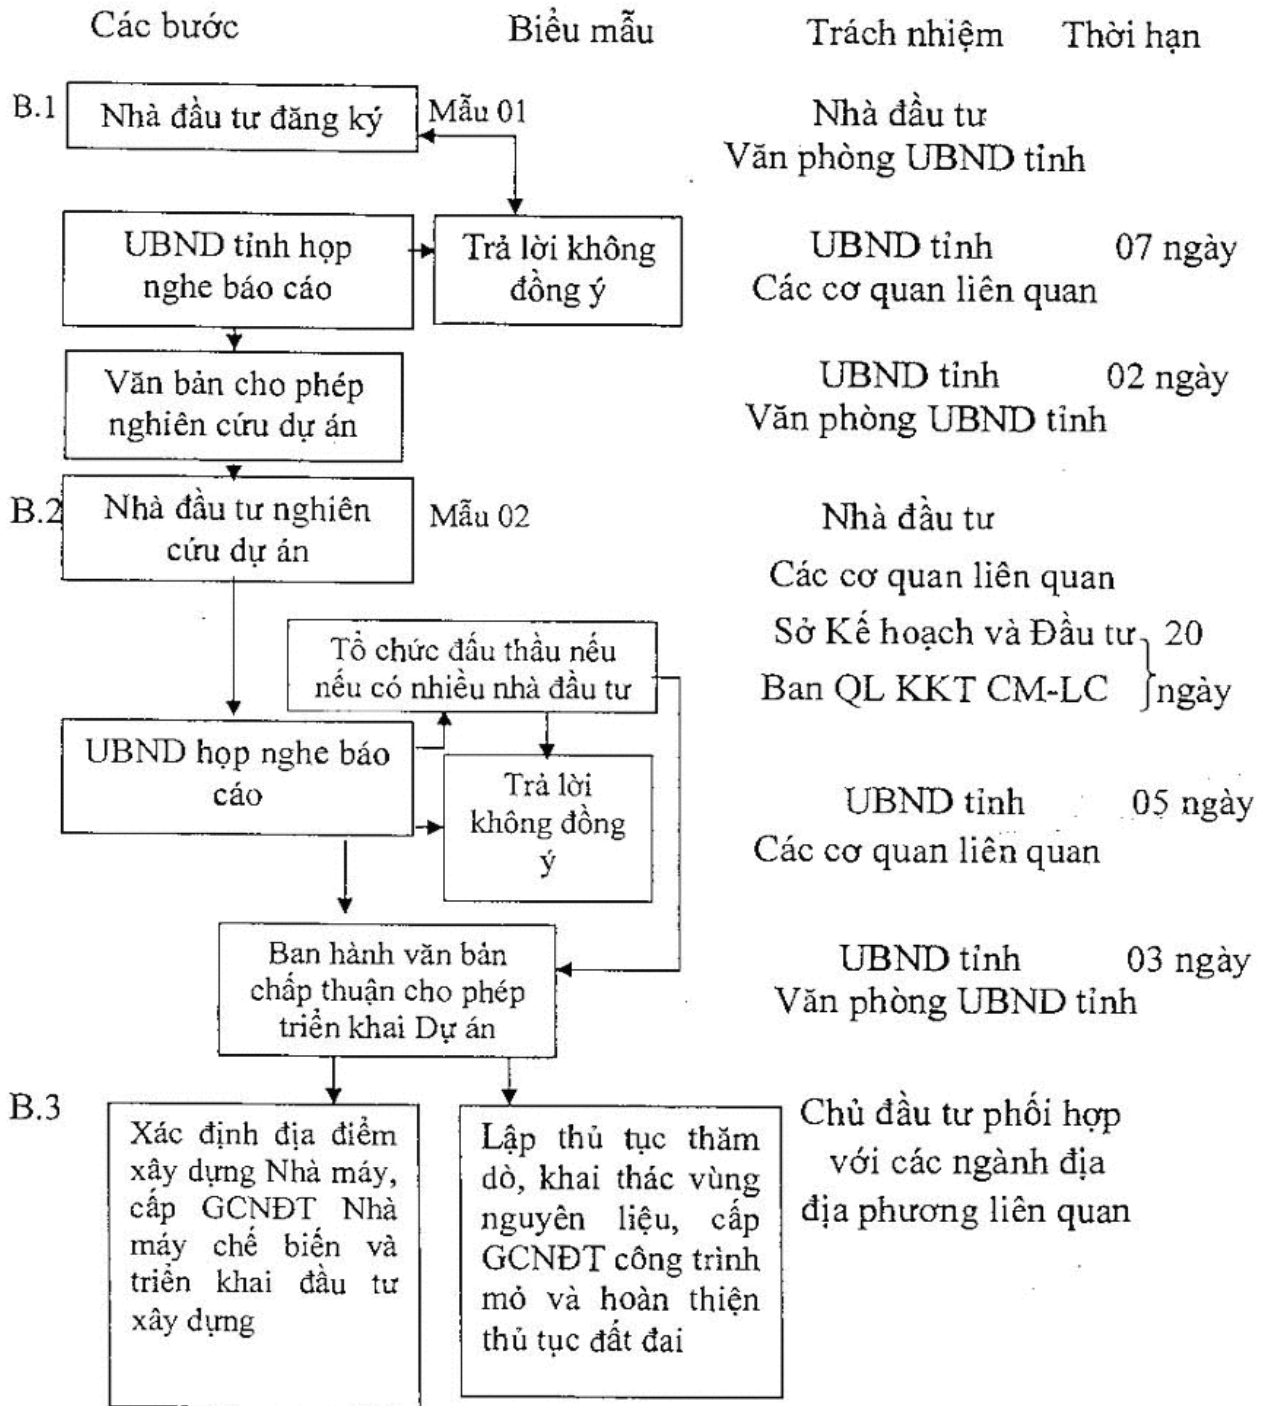 Các bước Biểu mẫu Trách nhiệm Thời hạn
B.1 Nhà đầu tư đăng ký Mẫu 01 Nhà đầu tư
Văn phòng UBND tỉnh
UBND tỉnh họp
nghe báo cáo
Trả lời không
đồng ý
UBND tỉnh 07 ngày
Các cơ quan liên quan
Văn bản cho phép
nghiên cứu dự án
UBND tỉnh 02 ngày
Văn phòng UBND tỉnh
B.2 Nhà đầu tư nghiên
cứu dự án
Mẫu 02
Nhà đầu tư
Các cơ quan liên quan
Sở Kế hoạch và Đầu tư 20
Ban QL KKT CM-LC ngày
Tổ chức đấu thầu nếu
nếu có nhiều nhà đầu tư
UBND họp nghe báo
cáo
Trả lời
không đồng
ý
UBND tỉnh 05 ngày
Các cơ quan liên quan
Ban hành văn bản
chấp thuận cho phép
triển khai Dự án
UBND tỉnh 03 ngày
Văn phòng UBND tỉnh
B.3
Xác định địa điểm
xây dựng Nhà máy,
cấp GCNĐT Nhà
máy chế biến và
triển khai đầu tư
xây dựng
Lập thủ tục thăm
dò, khai thác vùng
nguyên liệu, cấp
GCNĐT công trình
mỏ và hoàn thiện
thủ tục đất đai
Chủ đầu tư phối hợp
với các ngành địa
địa phương liên quan